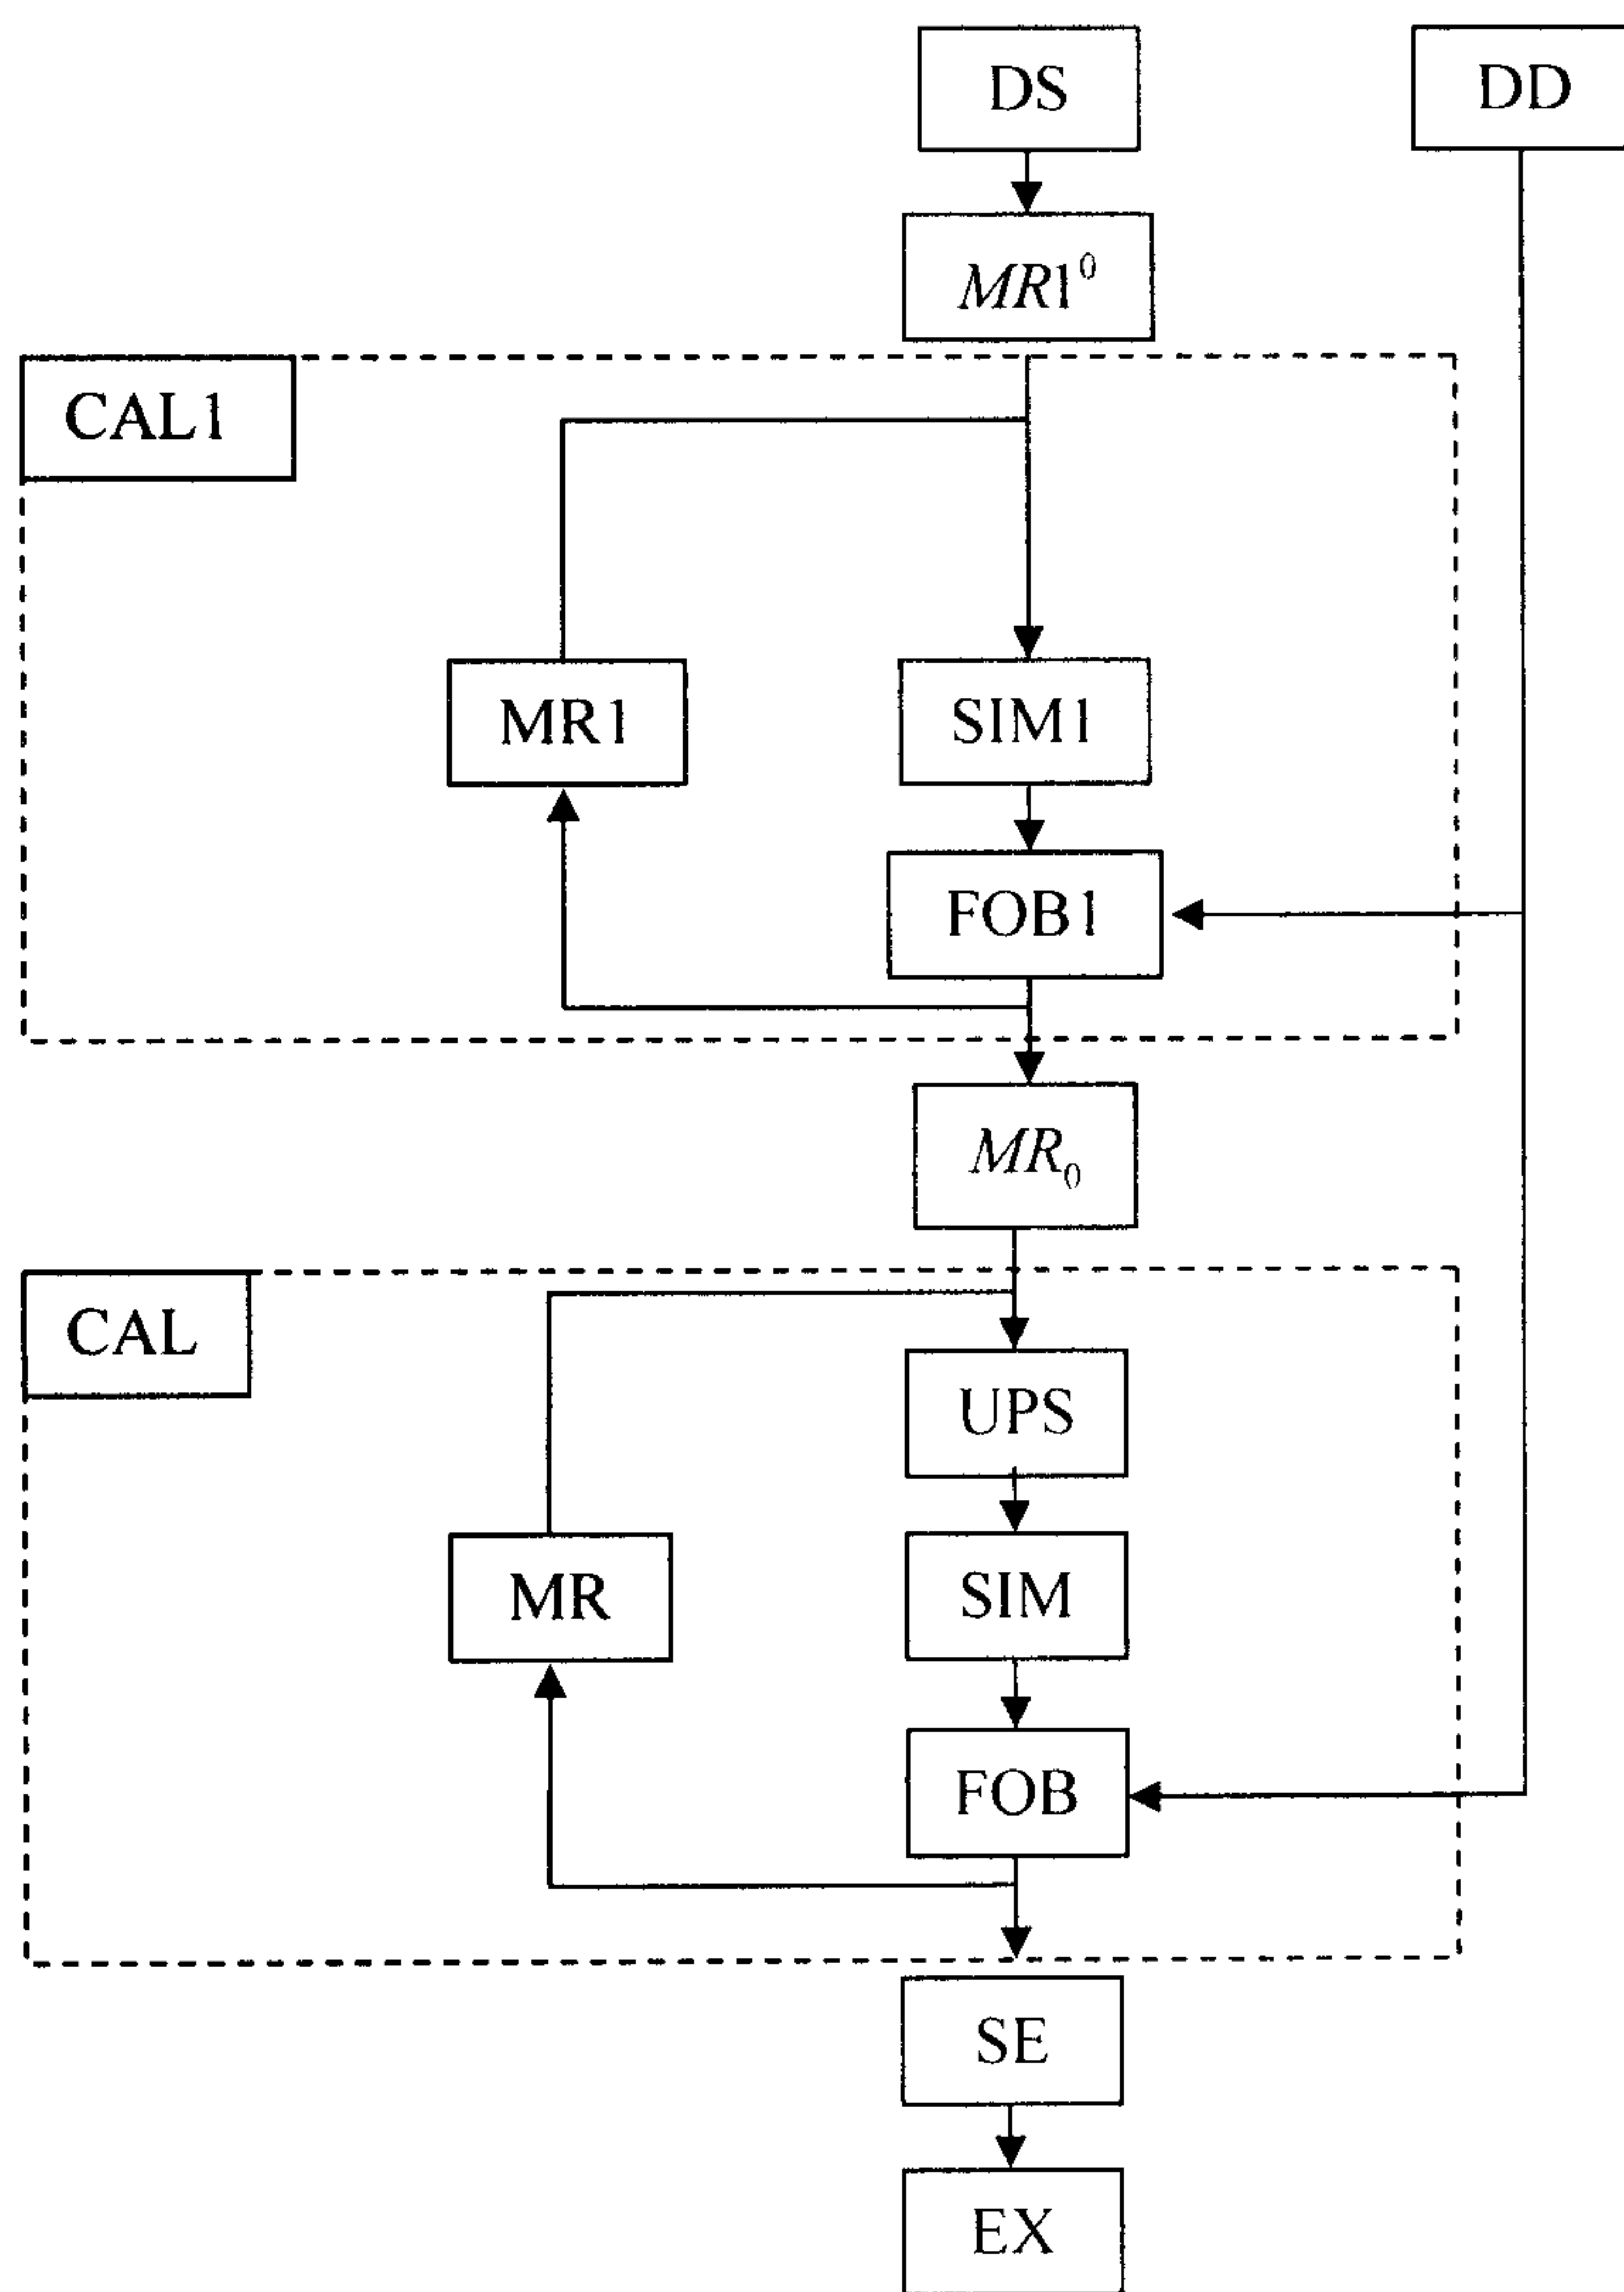 DS
DD
MR1⁰
CAL1
MR1
SIM1
FOB1
MR₀
CAL
UPS
MR
SIM
FOB
SE
EX